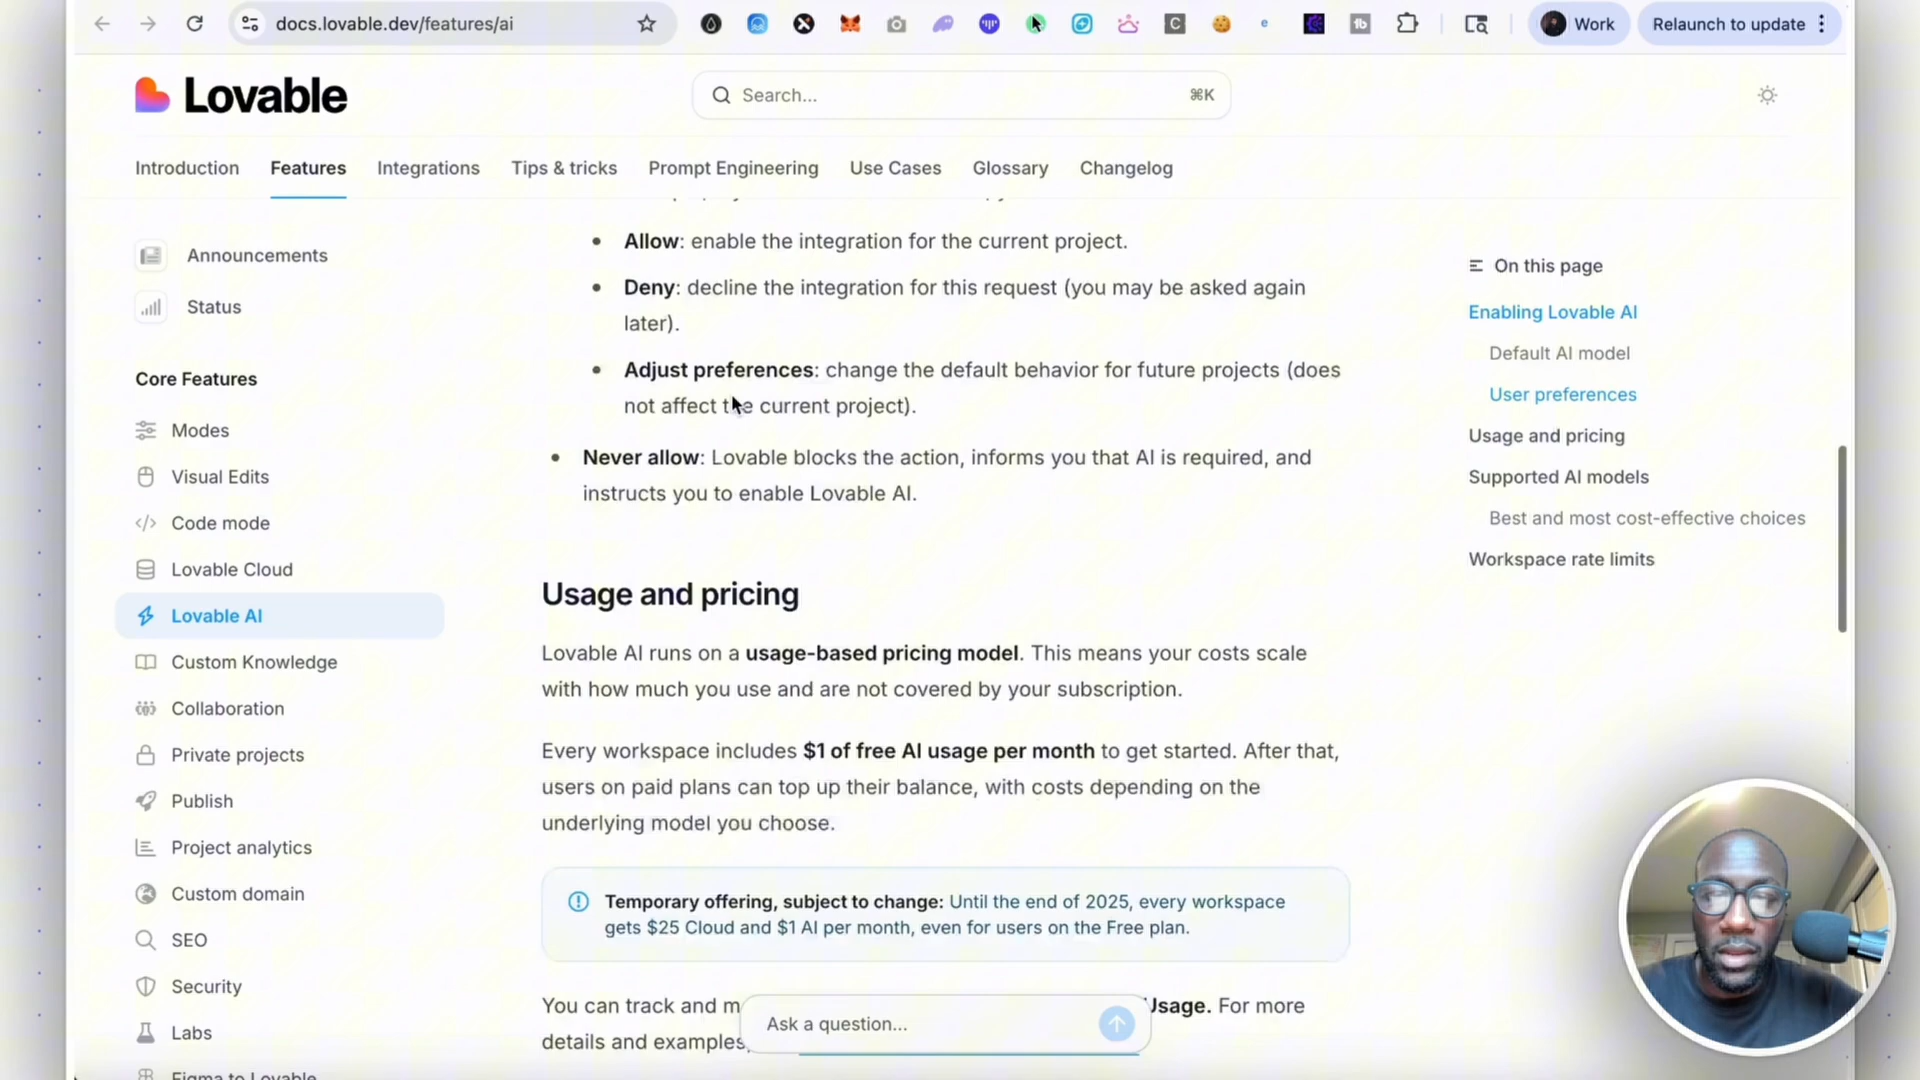 docs.lovable.dev/features/ai
Work
Relaunch to update
Lovable
Search...
⌘K
Introduction
Features
Integrations
Tips & tricks
Prompt Engineering
Use Cases
Glossary
Changelog
Announcements
Status
Core Features
Modes
Visual Edits
Code mode
Lovable Cloud
Lovable AI
Custom Knowledge
Collaboration
Private projects
Publish
Project analytics
Custom domain
SEO
Security
Labs
Figma to Lovable
• Allow: enable the integration for the current project.
• Deny: decline the integration for this request (you may be asked again
later).
• Adjust preferences: change the default behavior for future projects (does
not affect the current project).
• Never allow: Lovable blocks the action, informs you that AI is required, and
instructs you to enable Lovable AI.
Usage and pricing
Lovable AI runs on a usage-based pricing model. This means your costs scale
with how much you use and are not covered by your subscription.
Every workspace includes $1 of free AI usage per month to get started. After that,
users on paid plans can top up their balance, with costs depending on the
underlying model you choose.
Temporary offering, subject to change: Until the end of 2025, every workspace
gets $25 Cloud and $1 AI per month, even for users on the Free plan.
You can track and m
Usage. For more
details and examples,
Ask a question...
On this page
Enabling Lovable AI
Default AI model
User preferences
Usage and pricing
Supported AI models
Best and most cost-effective choices
Workspace rate limits